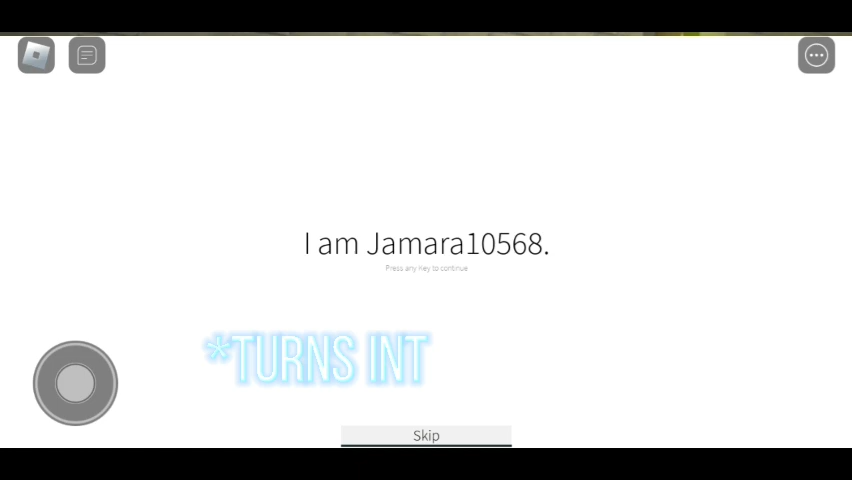 I am Jamara10568.
Press any Key to continue
*TURNS INT
Skip